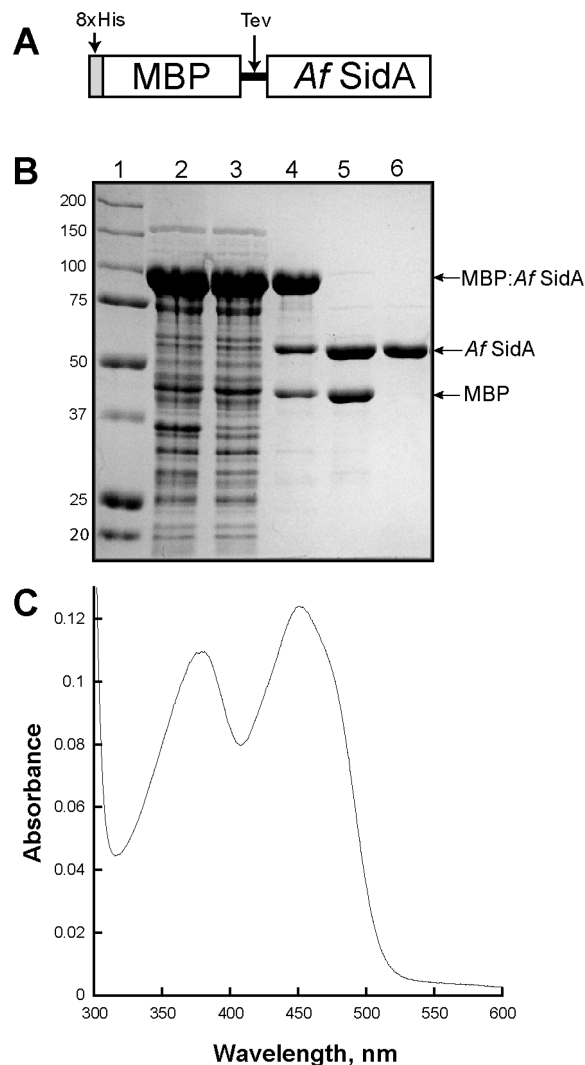 8xHis
Tev
A
MBP
Af SidA
B
1 2 3 4 5 6
200
150
100
75
50
37
25
20
MBP:Af SidA
Af SidA
MBP
C
0.12
0.1
0.08
0.06
0.04
0.02
0
Absorbance
300 350 400 450 500 550 600
Wavelength, nm